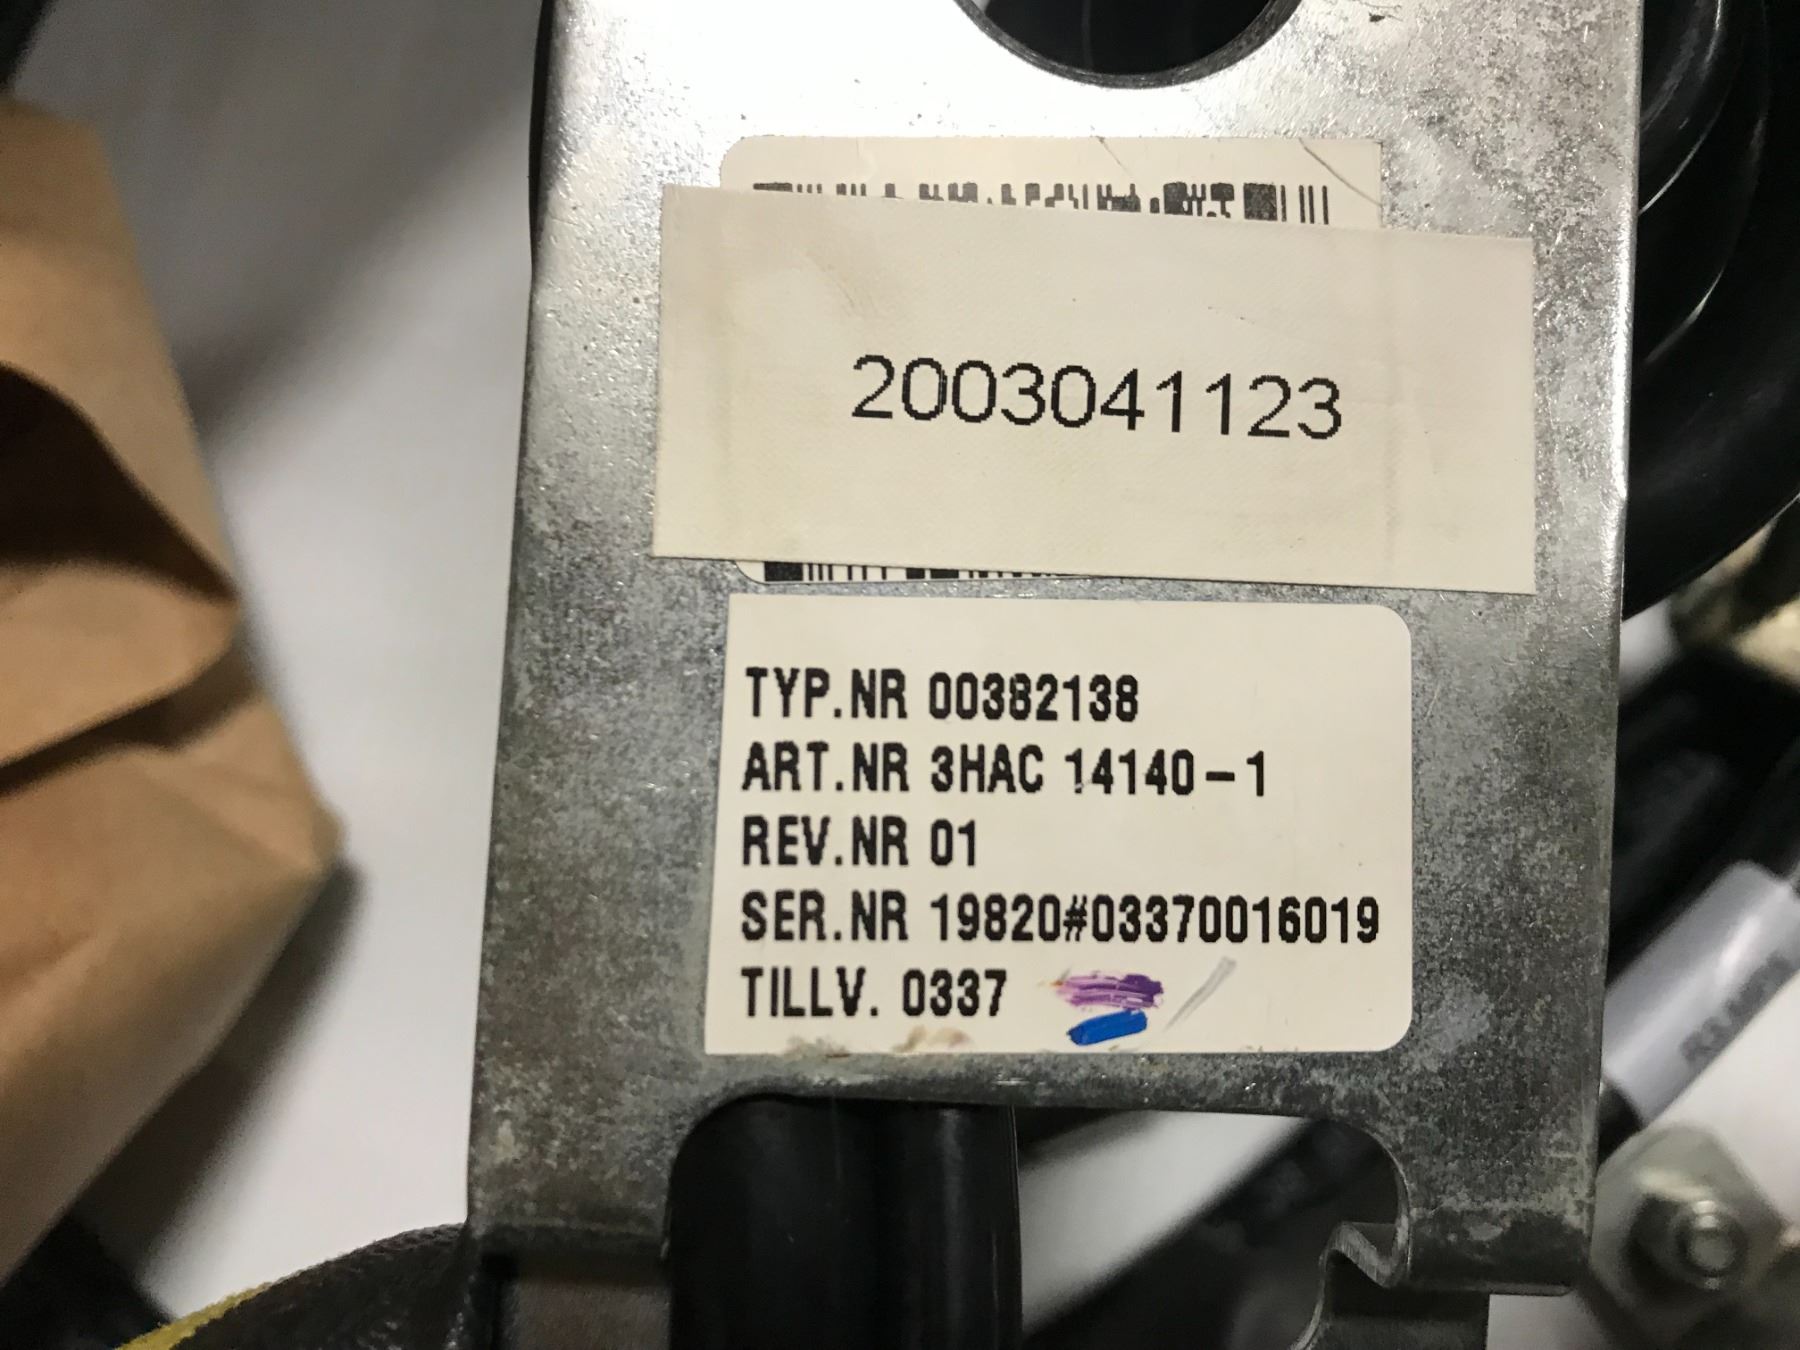 2003041123
TYP.NR 00382138
ART.NR 3HAC 14140-1
REV.NR 01
SER.NR 19820#03370016019
TILLV. 0337